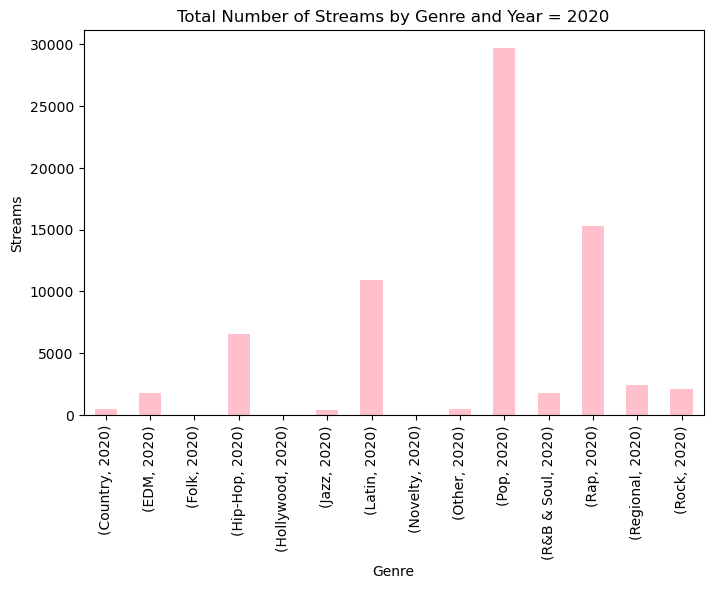 Total Number of Streams by Genre and Year = 2020
30000
25000
20000
15000
10000
5000
0
Streams
(Country, 2020)
(EDM, 2020)
(Folk, 2020)
(Hip-Hop, 2020)
(Hollywood, 2020)
(Jazz, 2020)
(Latin, 2020)
(Novelty, 2020)
(Other, 2020)
(Pop, 2020)
(R&B & Soul, 2020)
(Rap, 2020)
(Regional, 2020)
(Rock, 2020)
Genre